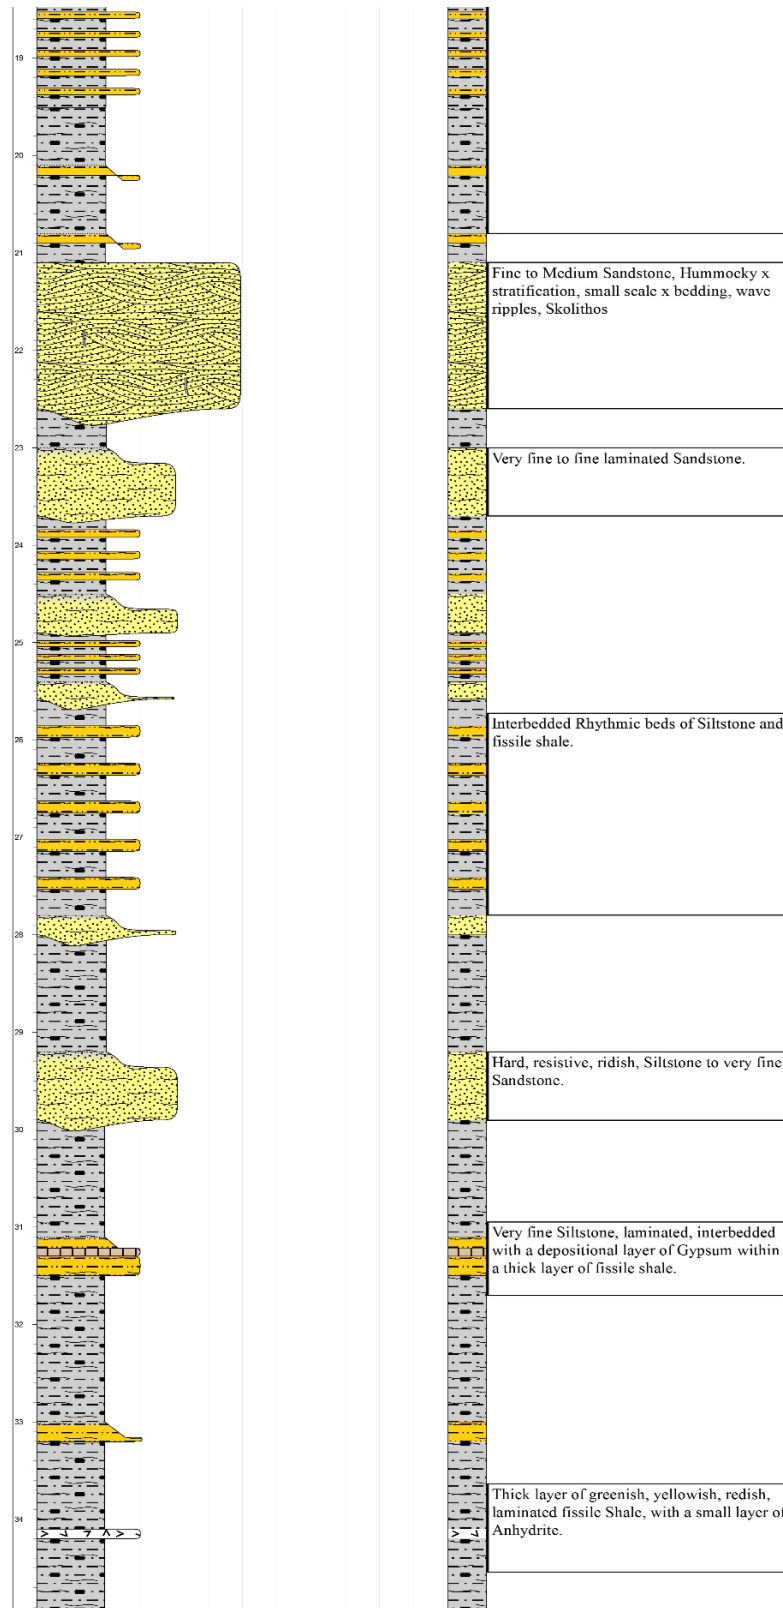 19
20
21
Fine to Medium Sandstone, Hummocky x
stratification, small scale x bedding, wave
ripples, Skolithos
22
23
Very fine to fine laminated Sandstone.
24
25
Interbedded Rhythmic beds of Siltstone and
fissile shale.
26
27
28
29
Hard, resistive, ridish, Siltstone to very fine
Sandstone.
30
31
Very fine Siltstone, laminated, interbedded
with a depositional layer of Gypsum within
a thick layer of fissile shale.
32
33
Thick layer of greenish, yellowish, redish,
laminated fissile Shale, with a small layer of
Anhydrite.
34